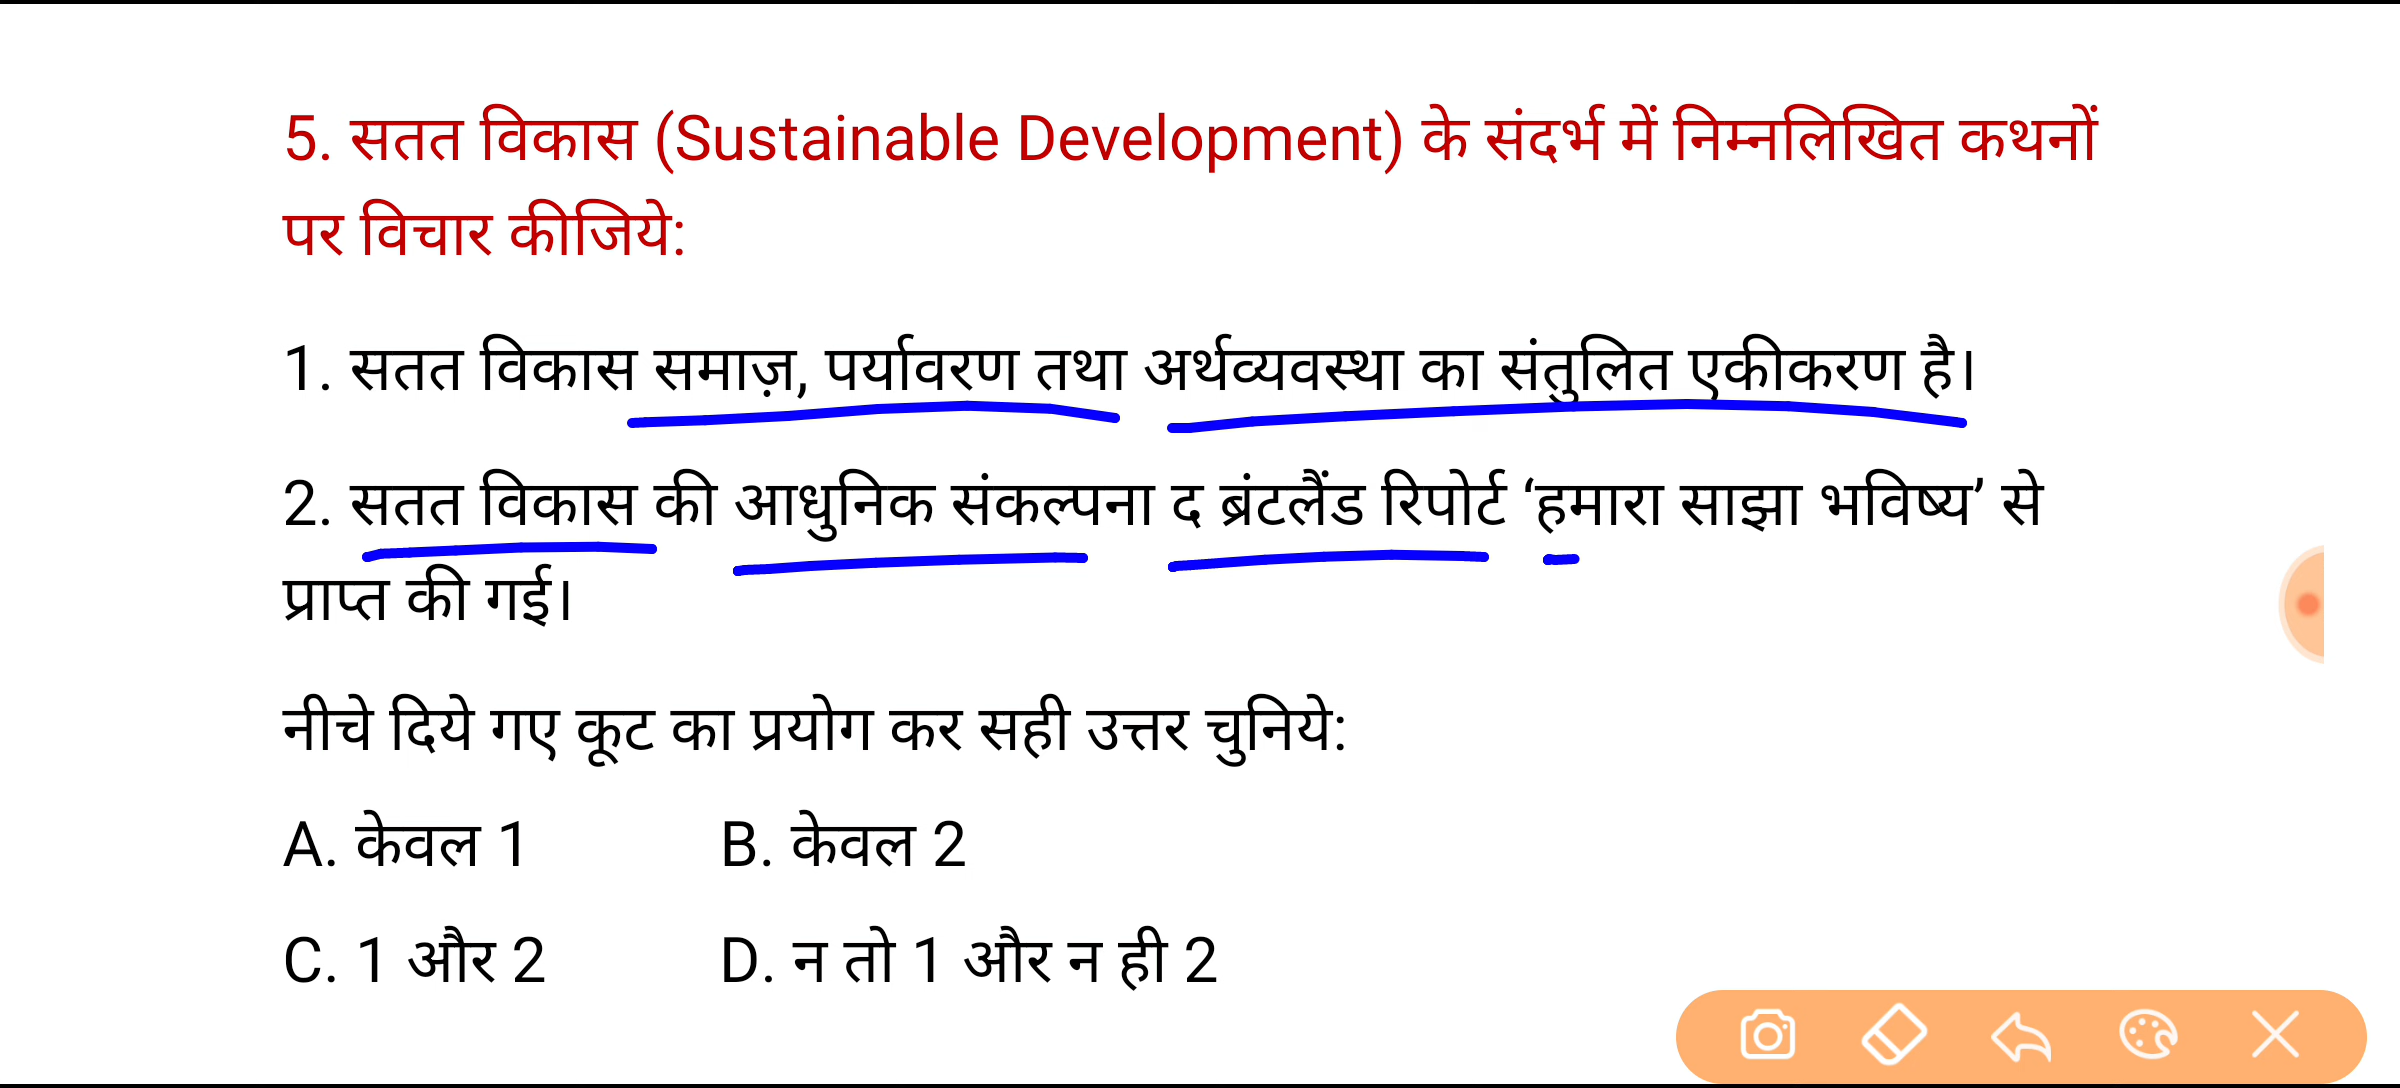 5. सतत विकास (Sustainable Development) के संदर्भ में निम्नलिखित कथनों
पर विचार कीजिये:
1. सतत विकास समाज़, पर्यावरण तथा अर्थव्यवस्था का संतुलित एकीकरण है।
2. सतत विकास की आधुनिक संकल्पना द ब्रंटलैंड रिपोर्ट ‘हमारा साझा भविष्य’ से
प्राप्त की गई।
नीचे दिये गए कूट का प्रयोग कर सही उत्तर चुनिये:
A. केवल 1 B. केवल 2
C. 1 और 2 D. न तो 1 और न ही 2